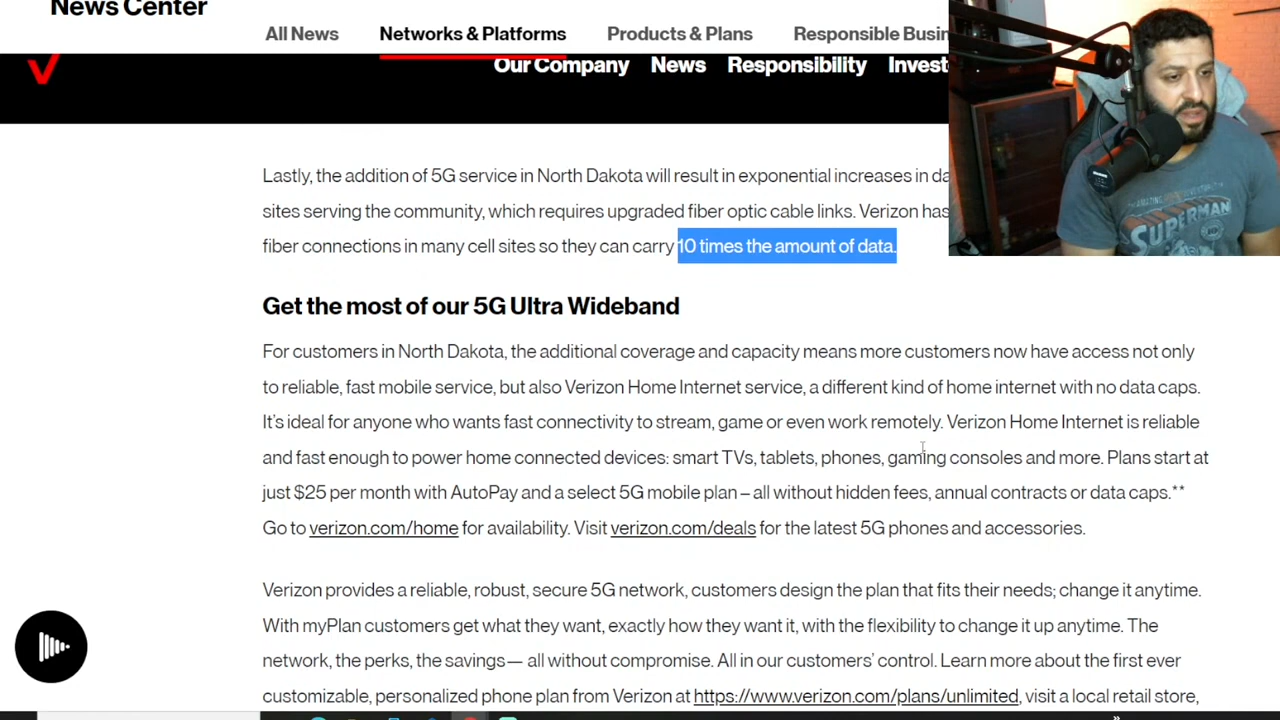 News Center
All News Networks & Platforms Products & Plans Responsible
Our Company News Responsibility
Lastly, the addition of 5G service in North Dakota will result in exponential increases in
sites serving the community, which requires upgraded fiber optic cable links. Verizon has
fiber connections in many cell sites so they can carry 10 times the amount of data.
Get the most of our 5G Ultra Wideband
For customers in North Dakota, the additional coverage and capacity means more customers now have access not only
to reliable, fast mobile service, but also Verizon Home Internet service, a different kind of home internet with no data caps.
It's ideal for anyone who wants fast connectivity to stream, game or even work remotely. Verizon Home Internet is reliable
and fast enough to power home connected devices: smart TVs, tablets, phones, gaming consoles and more. Plans start at
just $25 per month with AutoPay and a select 5G mobile plan – all without hidden fees, annual contracts or data caps.**
Go to verizon.com/home for availability. Visit verizon.com/deals for the latest 5G phones and accessories.
Verizon provides a reliable, robust, secure 5G network, customers design the plan that fits their needs; change it anytime.
With myPlan customers get what they want, exactly how they want it, with the flexibility to change it up anytime. The
network, the perks, the savings— all without compromise. All in our customers' control. Learn more about the first ever
customizable, personalized phone plan from Verizon at https://www.verizon.com/plans/unlimited, visit a local retail store,
SUPERMAN